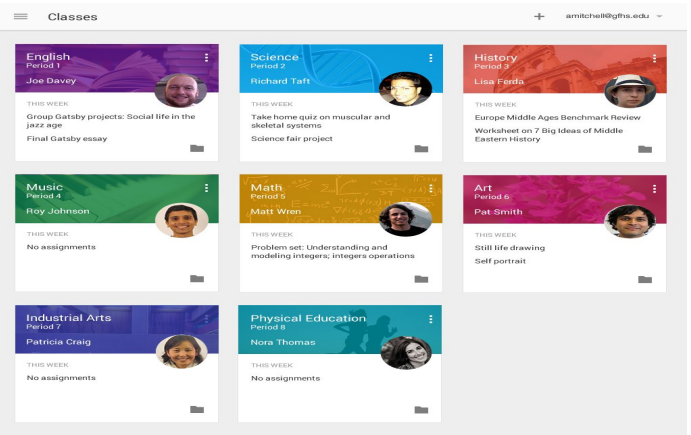 Classes
amitchell@gfhs.edu
English
Period 1
Joe Davey
THIS WEEK
Group Gatsby projects: Social life in the
jazz age
Final Gatsby essay
Science
Period 2
Richard Taft
THIS WEEK
Take home quiz on muscular and
skeletal systems
Science fair project
History
Period 3
Lisa Ferda
THIS WEEK
Europe Middle Ages Benchmark Review
Worksheet on 7 Big Ideas of Middle
Eastern History
Music
Period 4
Roy Johnson
THIS WEEK
No assignments
Math
Period 5
Matt Wren
THIS WEEK
Problem set: Understanding and
modeling integers; integers operations
Art
Period 6
Pat Smith
THIS WEEK
Still life drawing
Self portrait
Industrial Arts
Period 7
Patricia Craig
THIS WEEK
No assignments
Physical Education
Period 8
Nora Thomas
THIS WEEK
No assignments